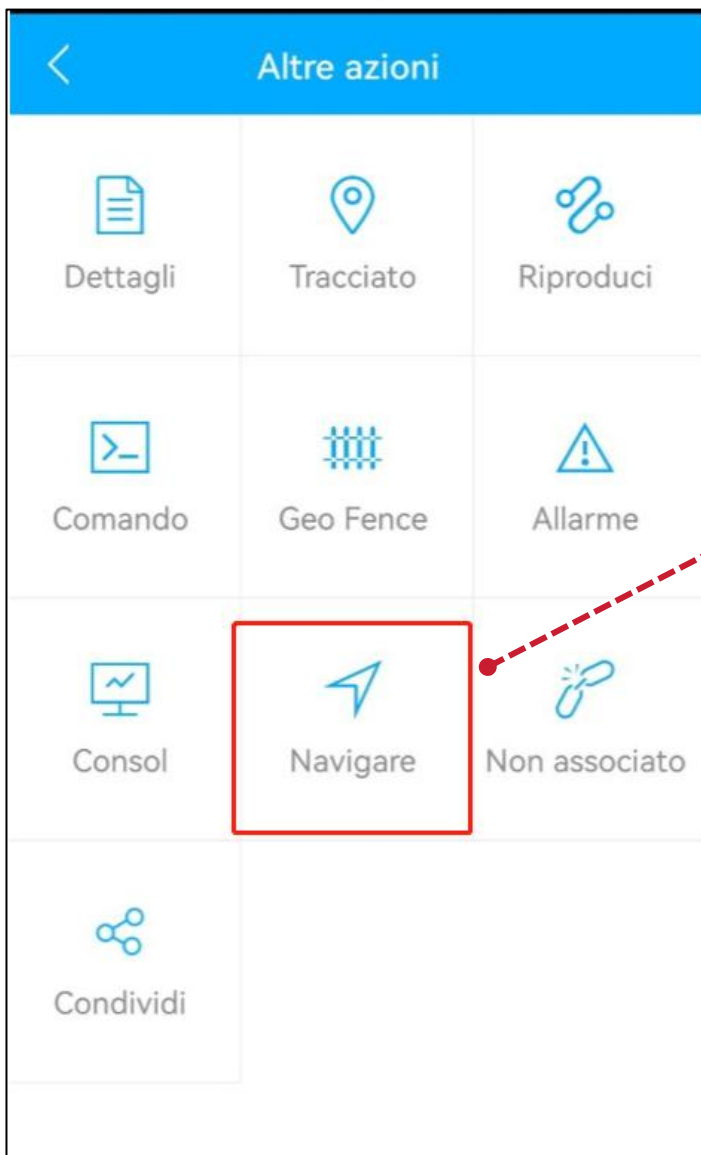 Altre azioni
Dettagli
Tracciato
Riproduci
Comando
Geo Fence
Allarme
Consol
Navigare
Non associato
Condividi